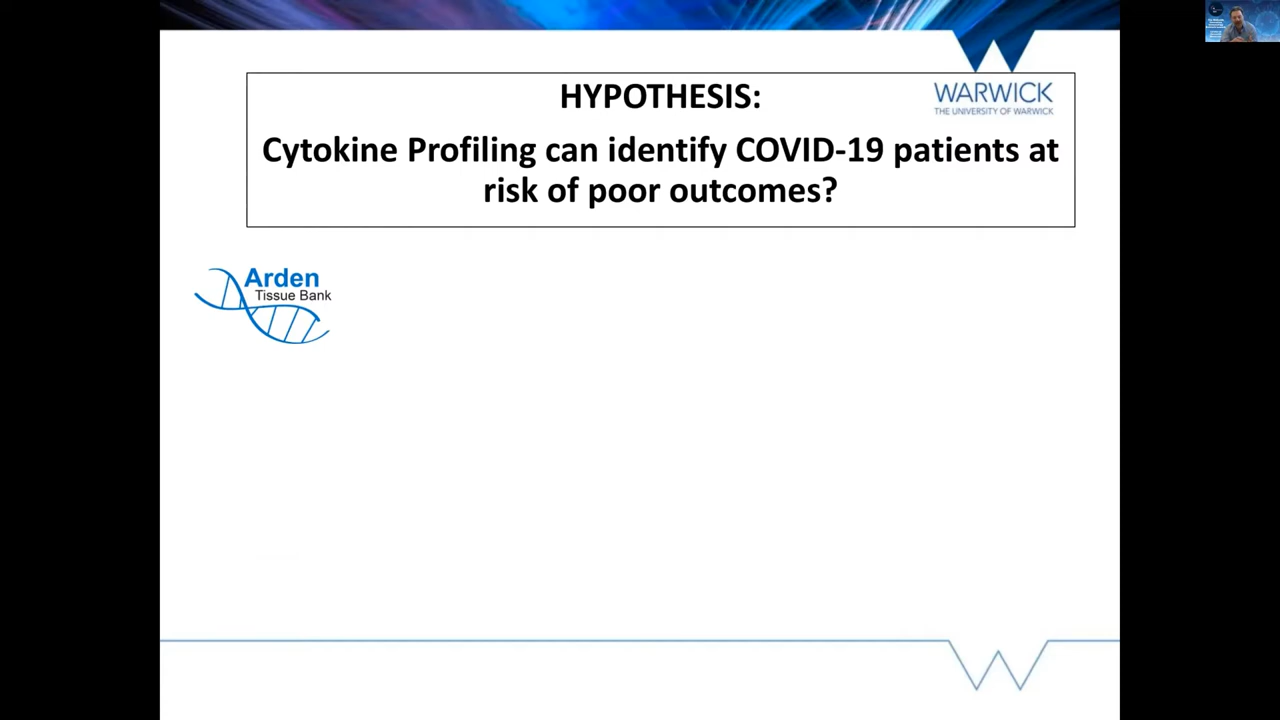 HYPOTHESIS:
WARWICK
THE UNIVERSITY OF WARWICK
Cytokine Profiling can identify COVID-19 patients at
risk of poor outcomes?
Arden
Tissue Bank